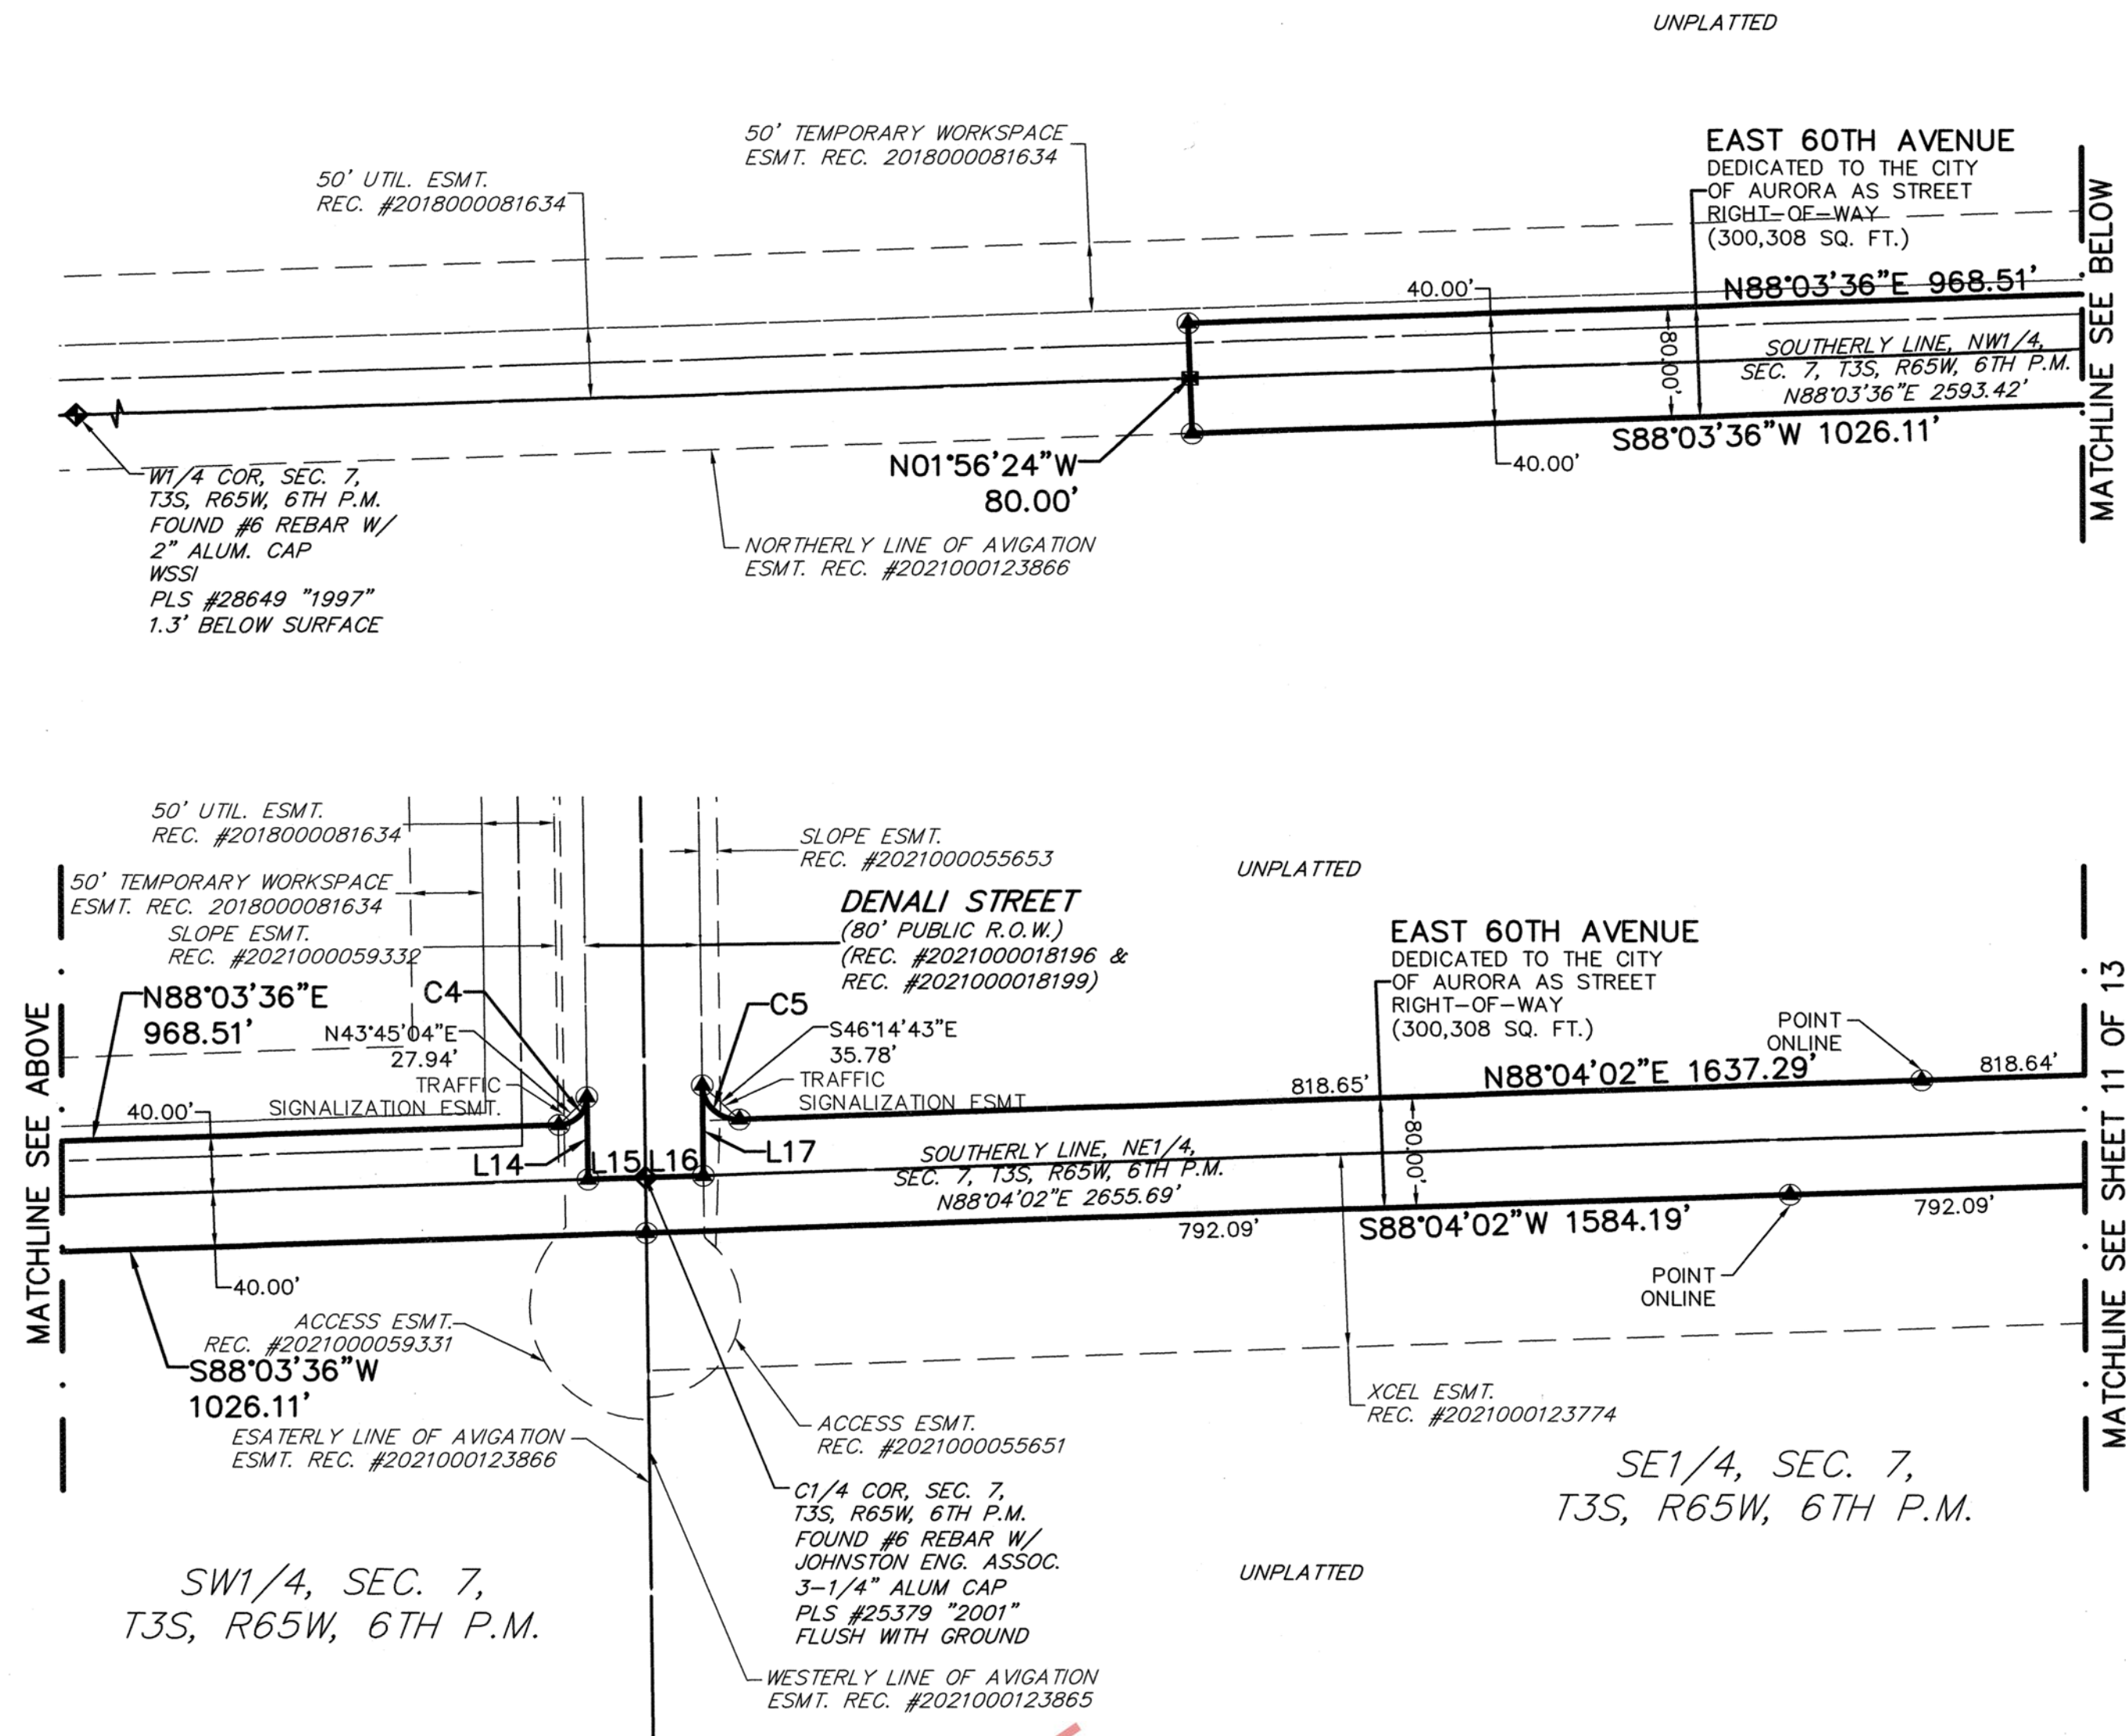 UNPLATTED
50' TEMPORARY WORKSPACE
ESMT. REC. 2018000081634
EAST 60TH AVENUE
DEDICATED TO THE CITY
OF AURORA AS STREET
RIGHT-OF-WAY
(300,308 SQ. FT.)
50' UTIL. ESMT.
REC. #2018000081634
MATCHLINE SEE BELOW
N88°03'36"E 968.51'
40.00'
80.00'
SOUTHERLY LINE, NW1/4,
SEC. 7, T3S, R65W, 6TH P.M.
N88°03'36"E 2593.42'
S88°03'36"W 1026.11'
40.00'
N01°56'24"W
80.00'
W1/4 COR, SEC. 7,
T3S, R65W, 6TH P.M.
FOUND #6 REBAR W/
2" ALUM. CAP
WSSI
PLS #28649 "1997"
1.3' BELOW SURFACE
NORTHERLY LINE OF AVIGATION
ESMT. REC. #2021000123866
50' UTIL. ESMT.
REC. #2018000081634
SLOPE ESMT.
REC. #2021000055653
UNPLATTED
50' TEMPORARY WORKSPACE
ESMT. REC. 2018000081634
DENALI STREET
(80' PUBLIC R.O.W.)
(REC. #2021000018196 &
REC. #2021000018199)
SLOPE ESMT.
REC. #2021000059332
EAST 60TH AVENUE
DEDICATED TO THE CITY
OF AURORA AS STREET
RIGHT-OF-WAY
(300,308 SQ. FT.)
MATCHLINE SEE ABOVE
N88°03'36"E
968.51'
C4
C5
N43°45'04"E
27.94'
S46°14'43"E
35.78'
TRAFFIC
SIGNALIZATION ESMT.
TRAFFIC
SIGNALIZATION ESMT
POINT
ONLINE
818.65'
N88°04'02"E 1637.29'
818.64'
40.00'
80.00'
L14
L15
L16
L17
SOUTHERLY LINE, NE1/4,
SEC. 7, T3S, R65W, 6TH P.M.
N88°04'02"E 2655.69'
792.09'
S88°04'02"W 1584.19'
792.09'
POINT
ONLINE
40.00'
MATCHLINE SEE SHEET 11 OF 13
ACCESS ESMT.
REC. #2021000059331
S88°03'36"W
1026.11'
ESATERLY LINE OF AVIGATION
ESMT. REC. #2021000123866
ACCESS ESMT.
REC. #2021000055651
XCEL ESMT.
REC. #2021000123774
C1/4 COR, SEC. 7,
T3S, R65W, 6TH P.M.
FOUND #6 REBAR W/
JOHNSTON ENG. ASSOC.
3-1/4" ALUM CAP
PLS #25379 "2001"
FLUSH WITH GROUND
SE1/4, SEC. 7,
T3S, R65W, 6TH P.M.
SW1/4, SEC. 7,
T3S, R65W, 6TH P.M.
UNPLATTED
WESTERLY LINE OF AVIGATION
ESMT. REC. #2021000123865